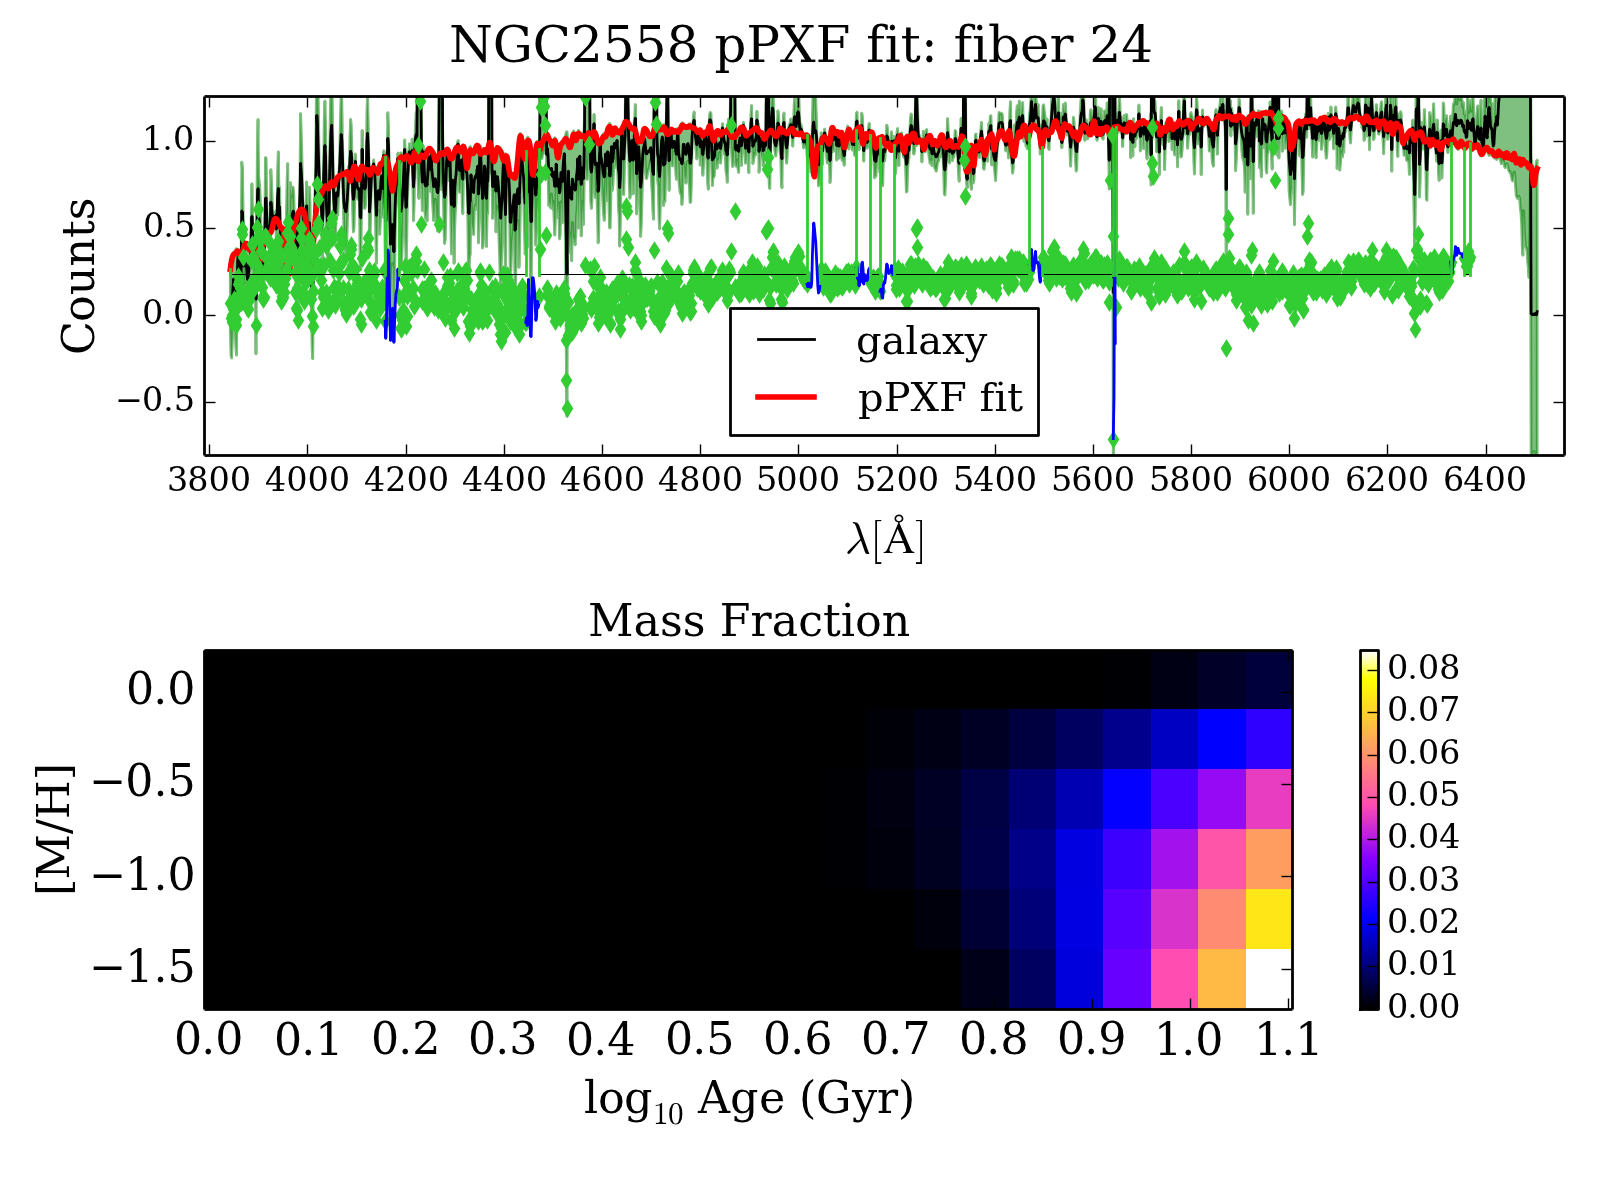 NGC2558 pPXF fit: fiber 24
Counts
1.0
0.5
0.0
−0.5
galaxy
pPXF fit
3800 4000 4200 4400 4600 4800 5000 5200 5400 5600 5800 6000 6200 6400
λ[Å]
Mass Fraction
[M/H]
0.0
−0.5
−1.0
−1.5
0.0 0.1 0.2 0.3 0.4 0.5 0.6 0.7 0.8 0.9 1.0 1.1
log₁₀ Age (Gyr)
0.08
0.07
0.06
0.05
0.04
0.03
0.02
0.01
0.00